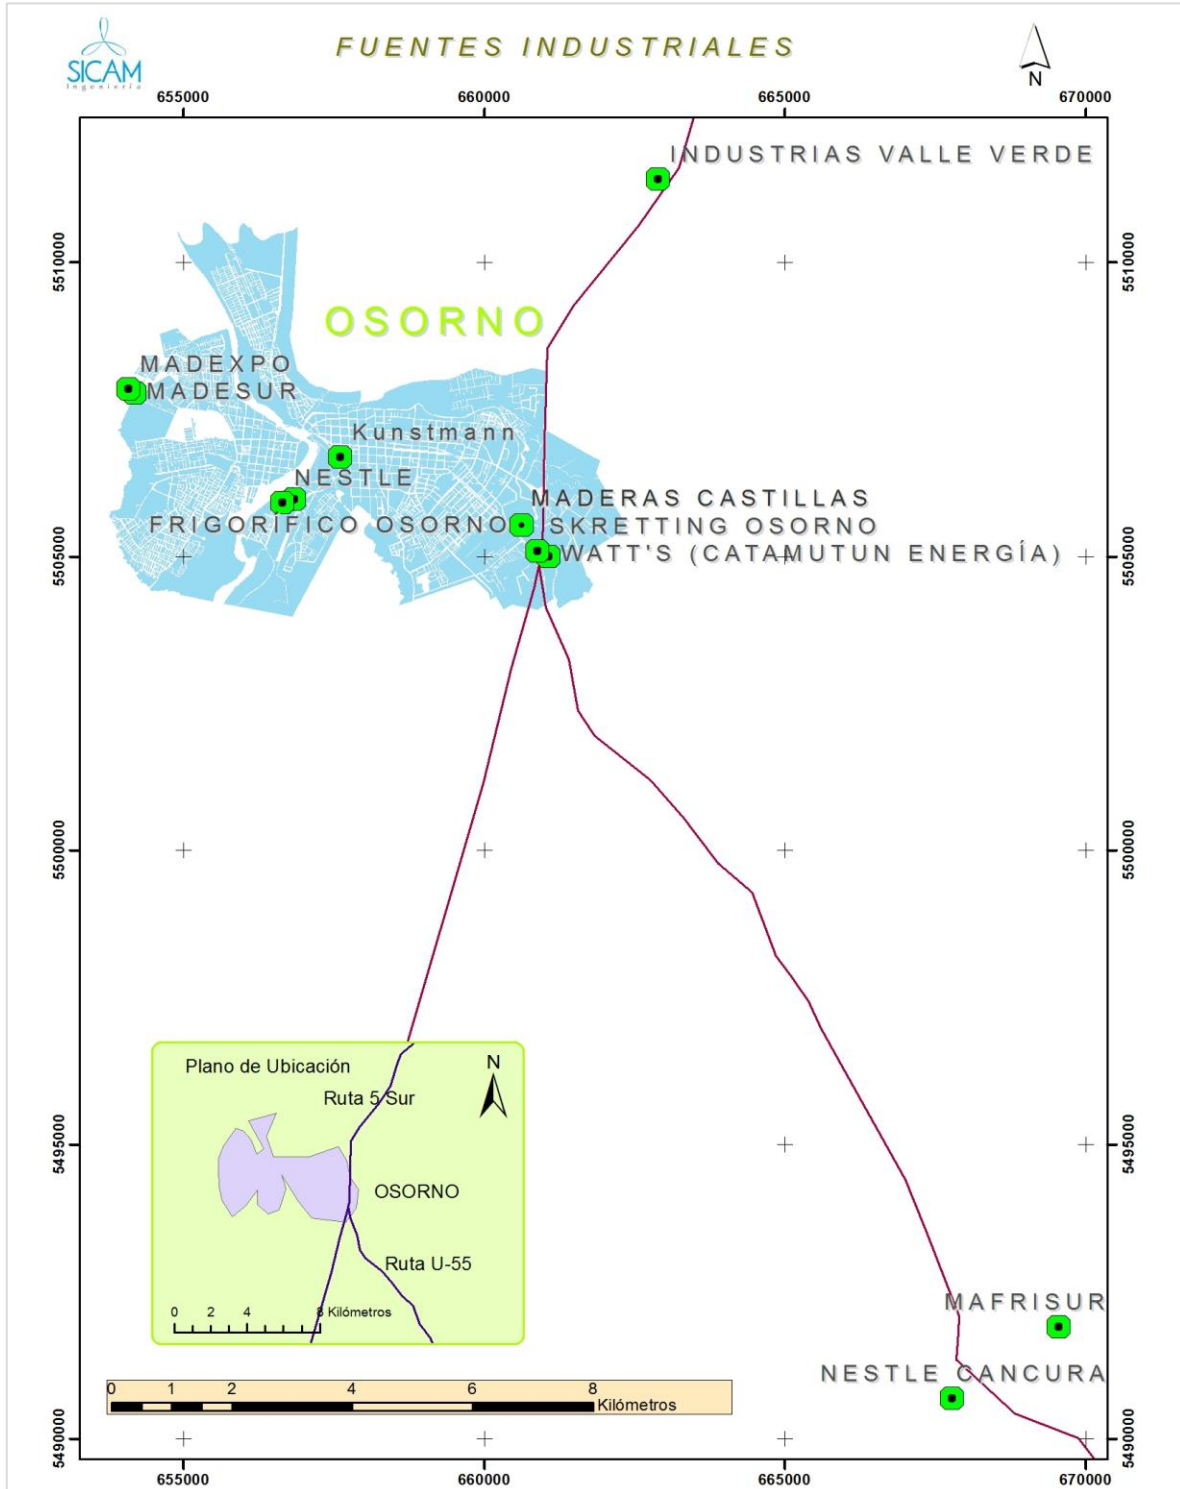 SICAM
Ingeniería
FUENTES INDUSTRIALES
N
655000 660000 665000 670000
INDUSTRIAS VALLE VERDE
5510000 5510000
OSORNO
MADEXPO
MADESUR
Kunstmann
NESTLE
MADERAS CASTILLAS
FRIGORÍFICO OSORNO SKRETTING OSORNO
WATT'S (CATAMUTUN ENERGÍA)
5505000 5505000
5500000 5500000
Plano de Ubicación
N
Ruta 5 Sur
5495000 5495000
OSORNO
Ruta U-55
0 2 4 8 Kilómetros
MAFRISUR
NESTLE CANCURA
0 1 2 4 6 8
Kilómetros
5490000 5490000
655000 660000 665000 670000